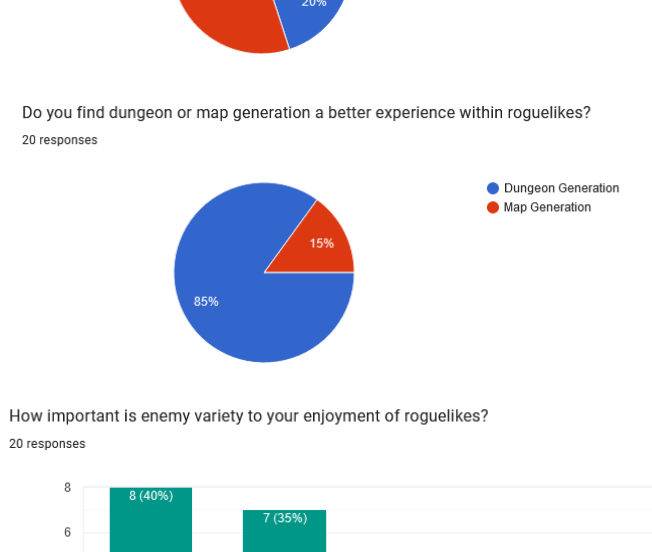 20%
Do you find dungeon or map generation a better experience within roguelikes?
20 responses
Dungeon Generation
Map Generation
15%
85%
How important is enemy variety to your enjoyment of roguelikes?
20 responses
8
8 (40%)
7 (35%)
6